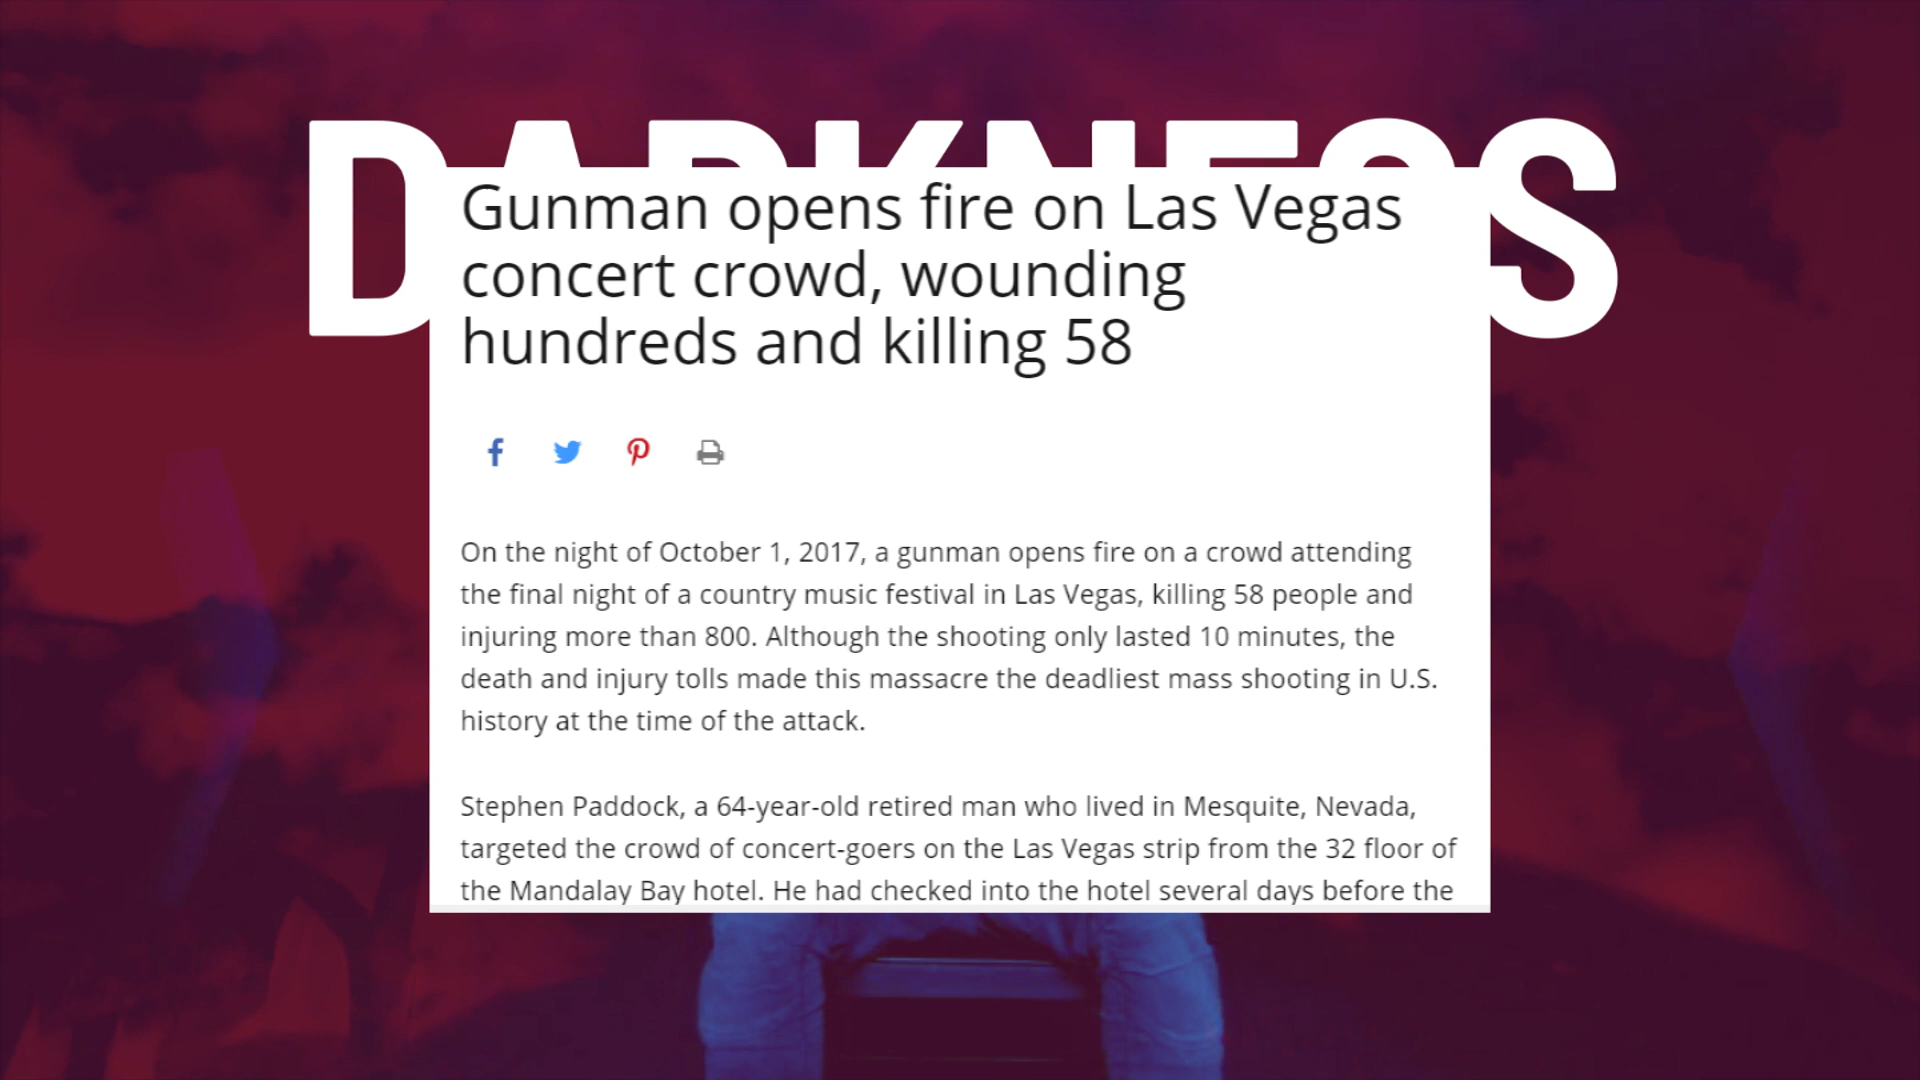 DARKNESS
Gunman opens fire on Las Vegas
concert crowd, wounding
hundreds and killing 58
On the night of October 1, 2017, a gunman opens fire on a crowd attending
the final night of a country music festival in Las Vegas, killing 58 people and
injuring more than 800. Although the shooting only lasted 10 minutes, the
death and injury tolls made this massacre the deadliest mass shooting in U.S.
history at the time of the attack.
Stephen Paddock, a 64-year-old retired man who lived in Mesquite, Nevada,
targeted the crowd of concert-goers on the Las Vegas strip from the 32 floor of
the Mandalay Bay hotel. He had checked into the hotel several days before the